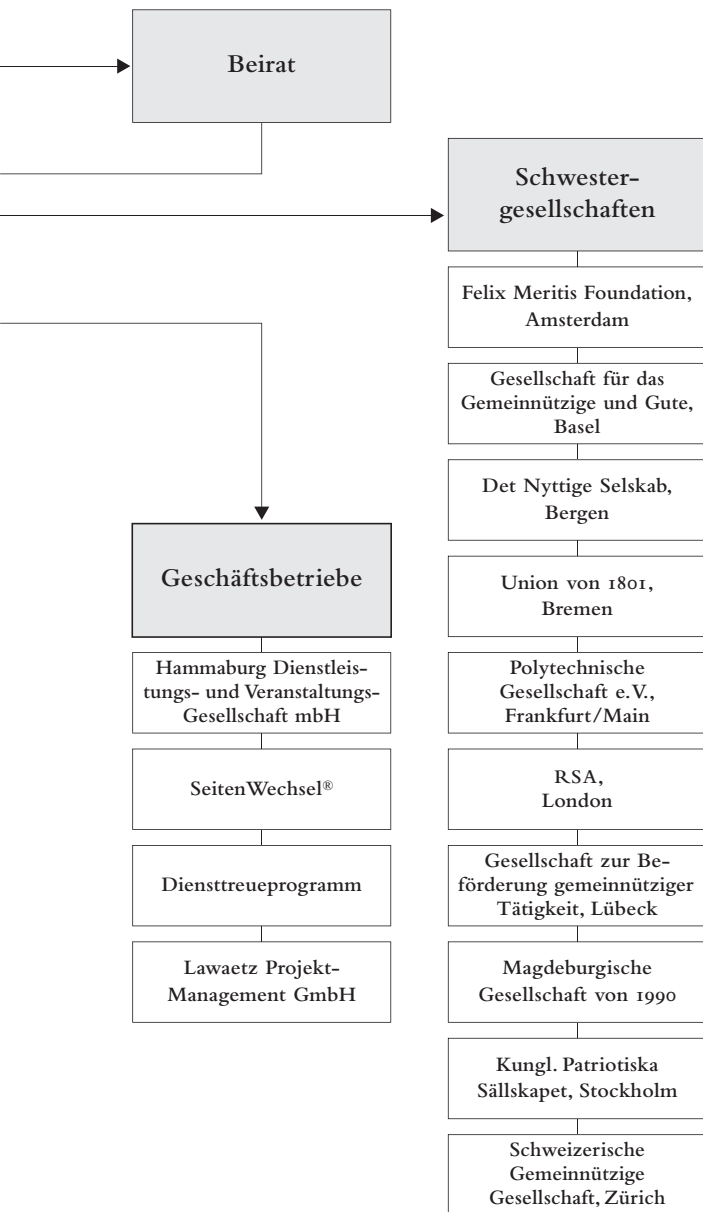 Beirat
Schwester-
gesellschaften
Felix Meritis Foundation,
Amsterdam
Gesellschaft für das
Gemeinnützige und Gute,
Basel
Det Nyttige Selskab,
Bergen
Union von 1801,
Bremen
Polytechnische
Gesellschaft e.V.,
Frankfurt/Main
RSA,
London
Gesellschaft zur Be-
förderung gemeinnütziger
Tätigkeit, Lübeck
Magdeburgische
Gesellschaft von 1990
Kungl. Patriotiska
Sällskapet, Stockholm
Schweizerische
Gemeinnützige
Gesellschaft, Zürich
Geschäftsbetriebe
Hammaburg Dienstleis-
tungs- und Veranstaltungs-
Gesellschaft mbH
SeitenWechsel®
Diensttreueprogramm
Lawaetz Projekt-
Management GmbH